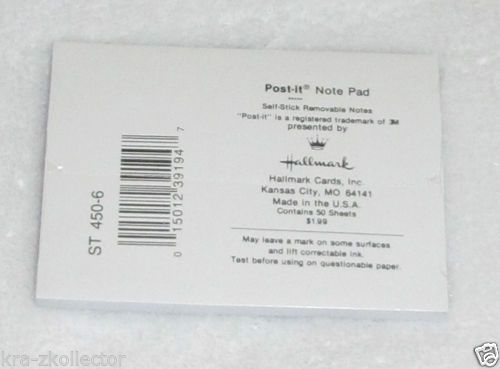 Post-it® Note Pad
Self-Stick Removable Notes
"Post-it" is a registered trademark of 3M
presented by
Hallmark
Hallmark Cards, Inc.
Kansas City, MO 64141
Made in the U.S.A.
Contains 50 Sheets
$1.99
May leave a mark on some surfaces
and lift correctable ink.
Test before using on questionable paper.
ST 450-6
0 15012 39194 7
kra-zkollector
kra-zkollector